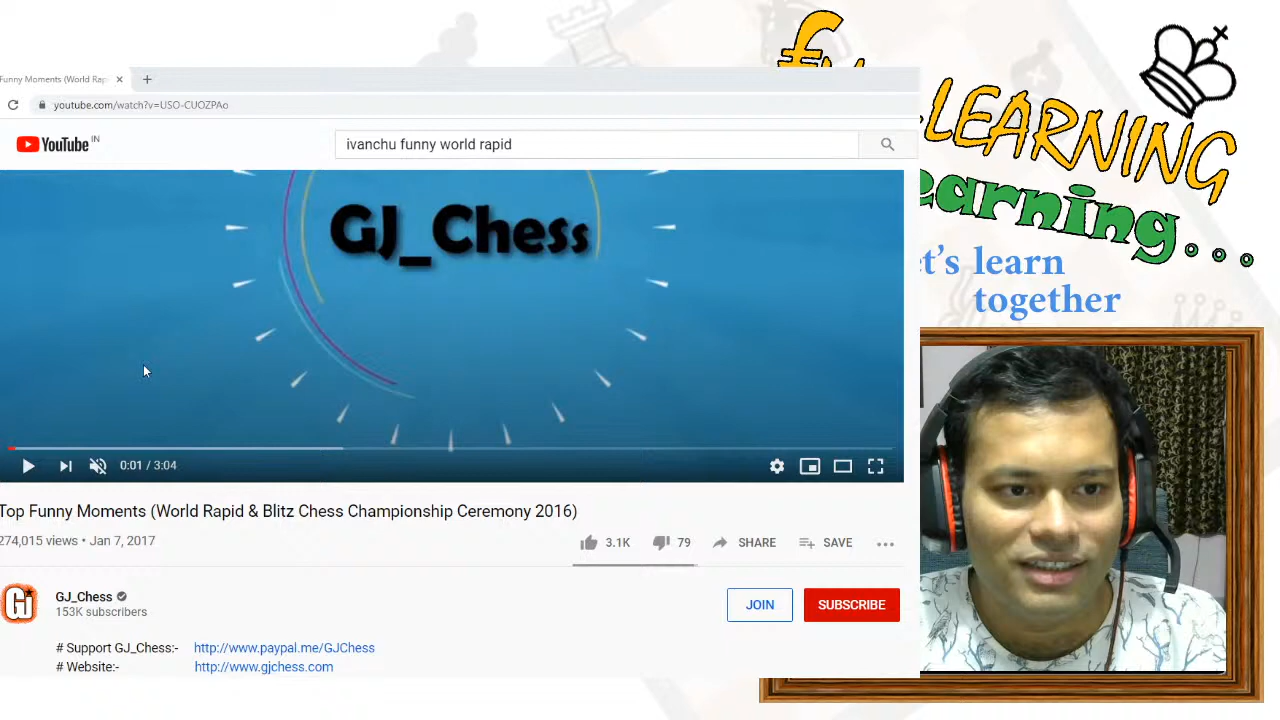 Funny Moments (World Rap
youtube.com/watch?v=USO-CUOZPAo
YouTube IN
ivanchu funny world rapid
GJ_Chess
0:01 / 3:04
Top Funny Moments (World Rapid & Blitz Chess Championship Ceremony 2016)
274,015 views • Jan 7, 2017
3.1K 79 SHARE SAVE
GJ_Chess
153K subscribers
JOIN SUBSCRIBE
# Support GJ_Chess:- http://www.paypal.me/GJChess
# Website:- http://www.gjchess.com
LEARNING
earning...
t's learn
together